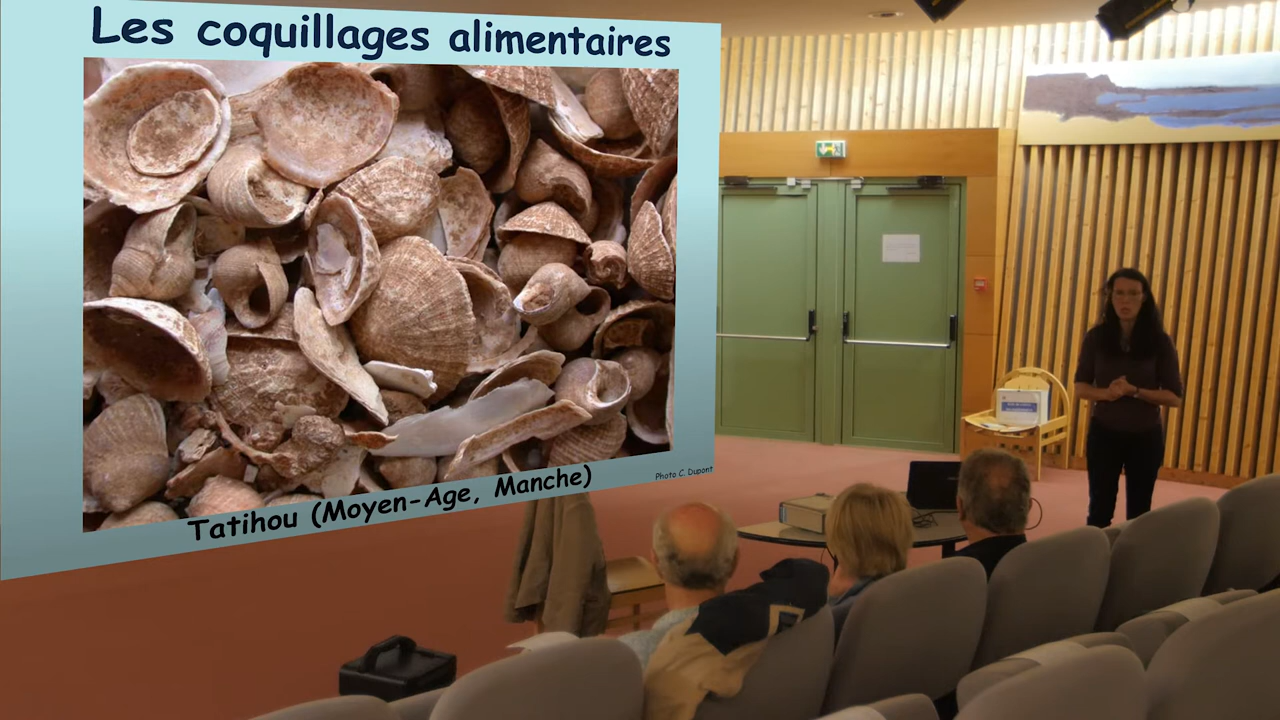 Les coquillages alimentaires
Tatihou (Moyen-Age, Manche)
Photo C. Dupont